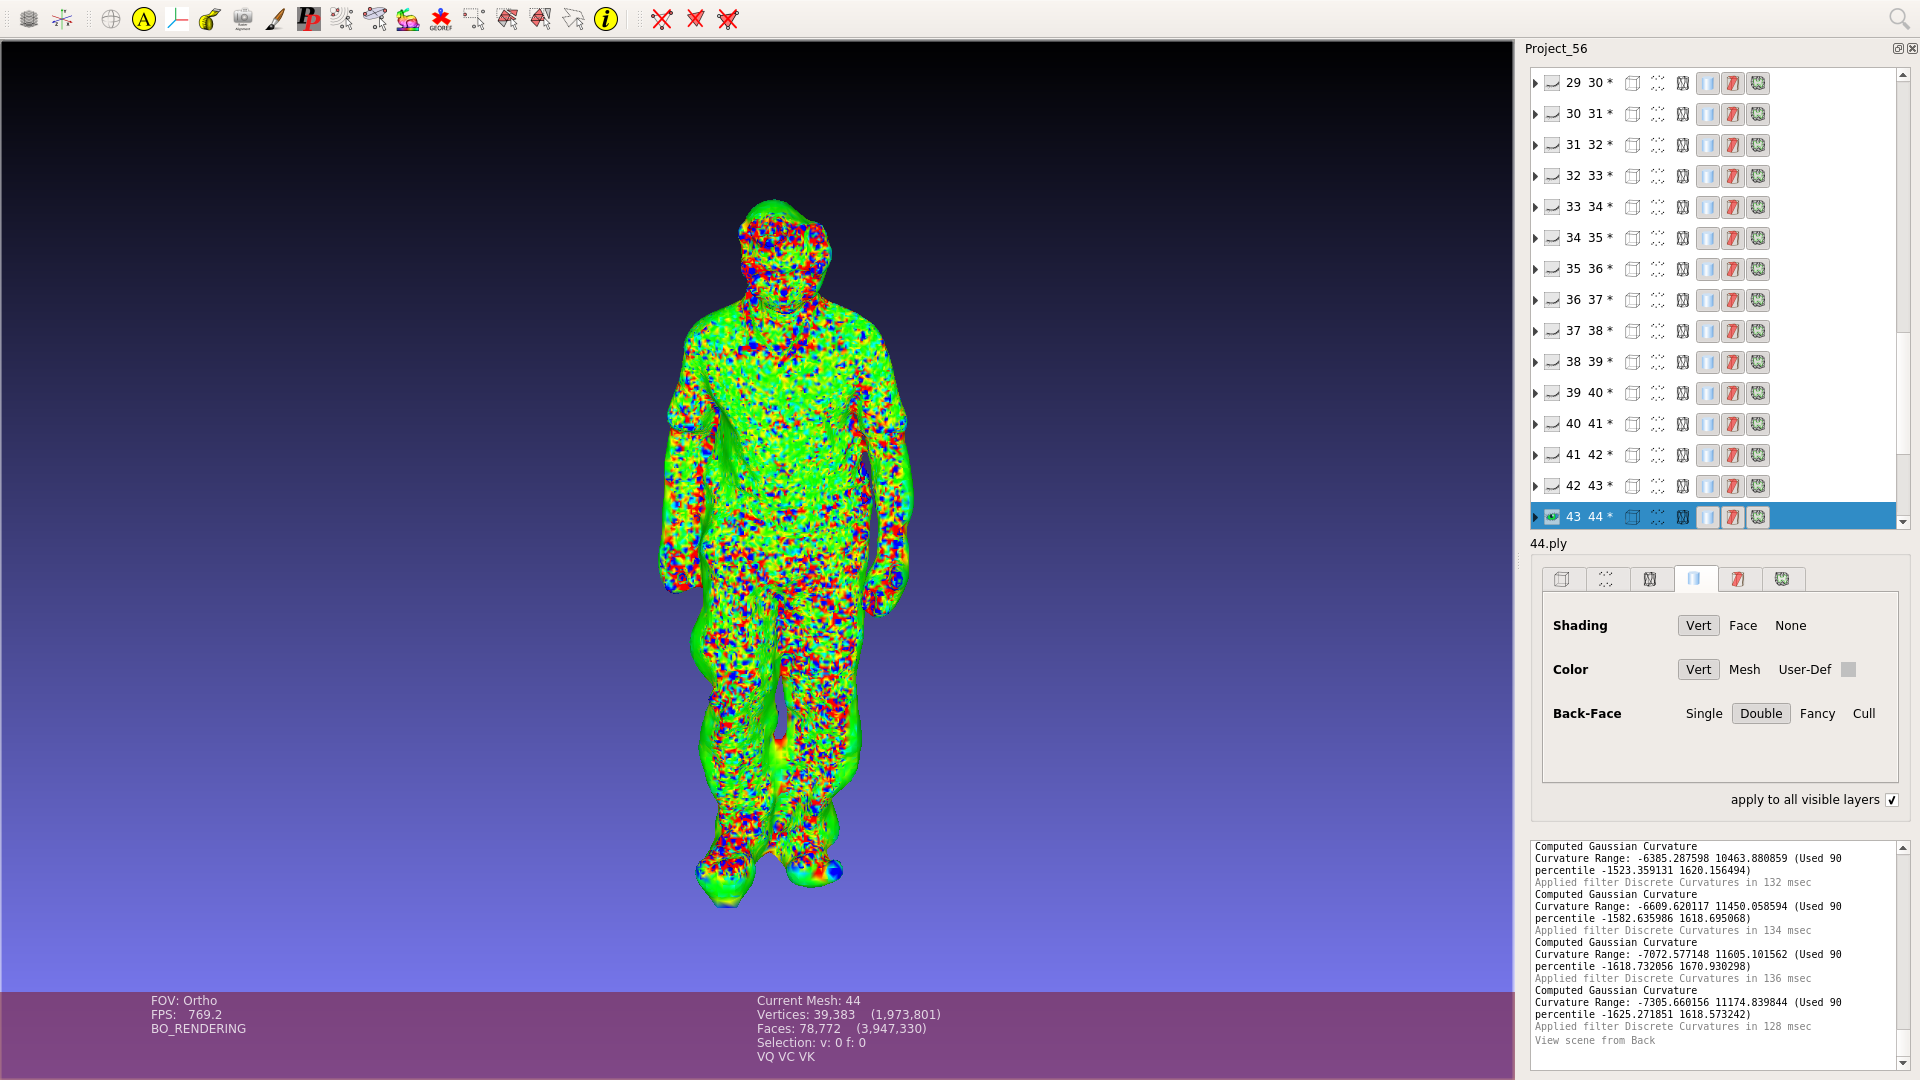 A
PP
GEOREF
i
Project_56
29 30 *
30 31 *
31 32 *
32 33 *
33 34 *
34 35 *
35 36 *
36 37 *
37 38 *
38 39 *
39 40 *
40 41 *
41 42 *
42 43 *
43 44 *
44.ply
Shading Vert Face None
Color Vert Mesh User-Def
Back-Face Single Double Fancy Cull
apply to all visible layers
Computed Gaussian Curvature
Curvature Range: -6385.287598 10463.880859 (Used 90
percentile -1523.359131 1620.156494)
Applied filter Discrete Curvatures in 132 msec
Computed Gaussian Curvature
Curvature Range: -6609.620117 11450.058594 (Used 90
percentile -1582.635986 1618.695068)
Applied filter Discrete Curvatures in 134 msec
Computed Gaussian Curvature
Curvature Range: -7072.577148 11605.101562 (Used 90
percentile -1618.732056 1670.930298)
Applied filter Discrete Curvatures in 136 msec
Computed Gaussian Curvature
Curvature Range: -7305.660156 11174.839844 (Used 90
percentile -1625.271851 1618.573242)
Applied filter Discrete Curvatures in 128 msec
View scene from Back
FOV: Ortho
FPS: 769.2
BO_RENDERING
Current Mesh: 44
Vertices: 39,383 (1,973,801)
Faces: 78,772 (3,947,330)
Selection: v: 0 f: 0
VQ VC VK